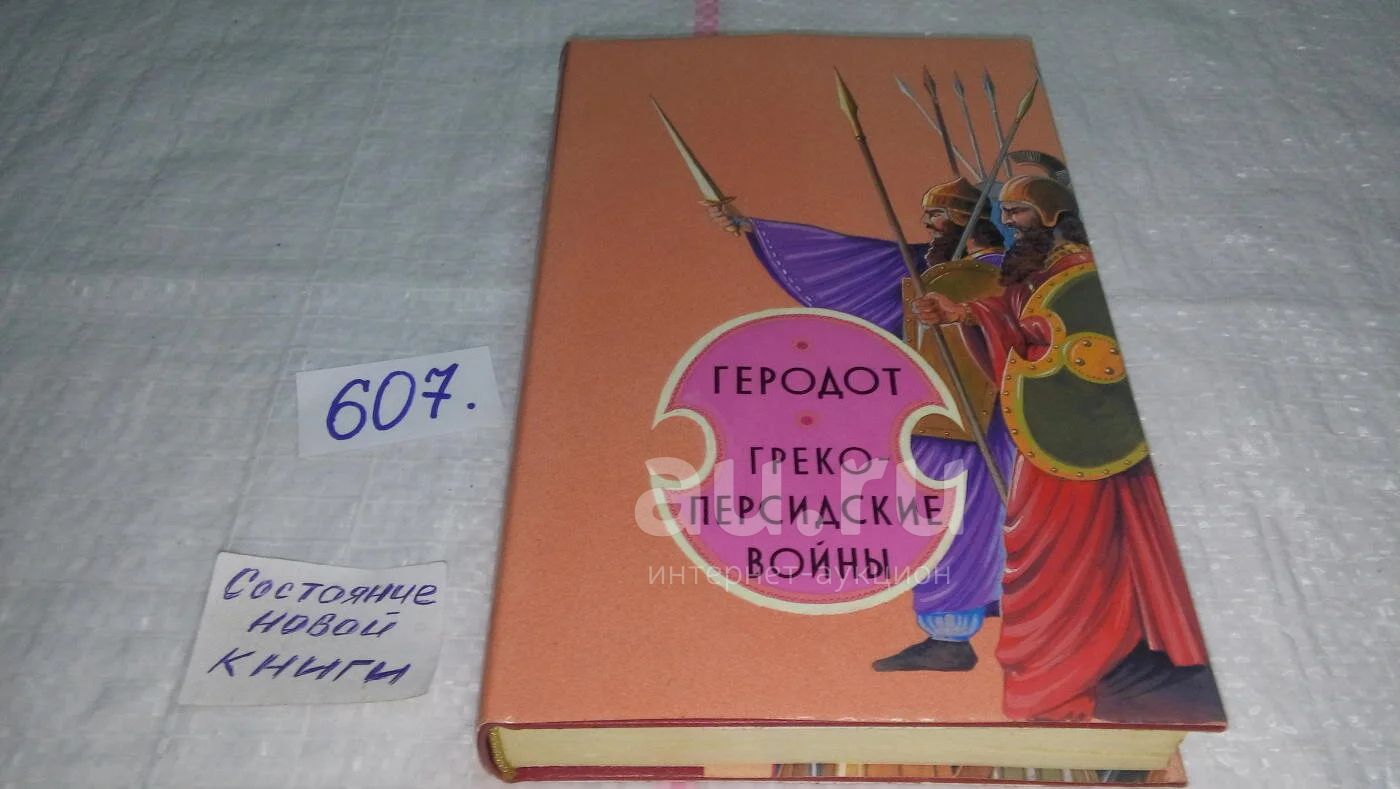 607.
Состояние
новой
книги
ГЕРОДОТ
ГРЕКО-
ПЕРСИДСКИЕ
ВОЙНЫ
au.ru
интернет-аукцион